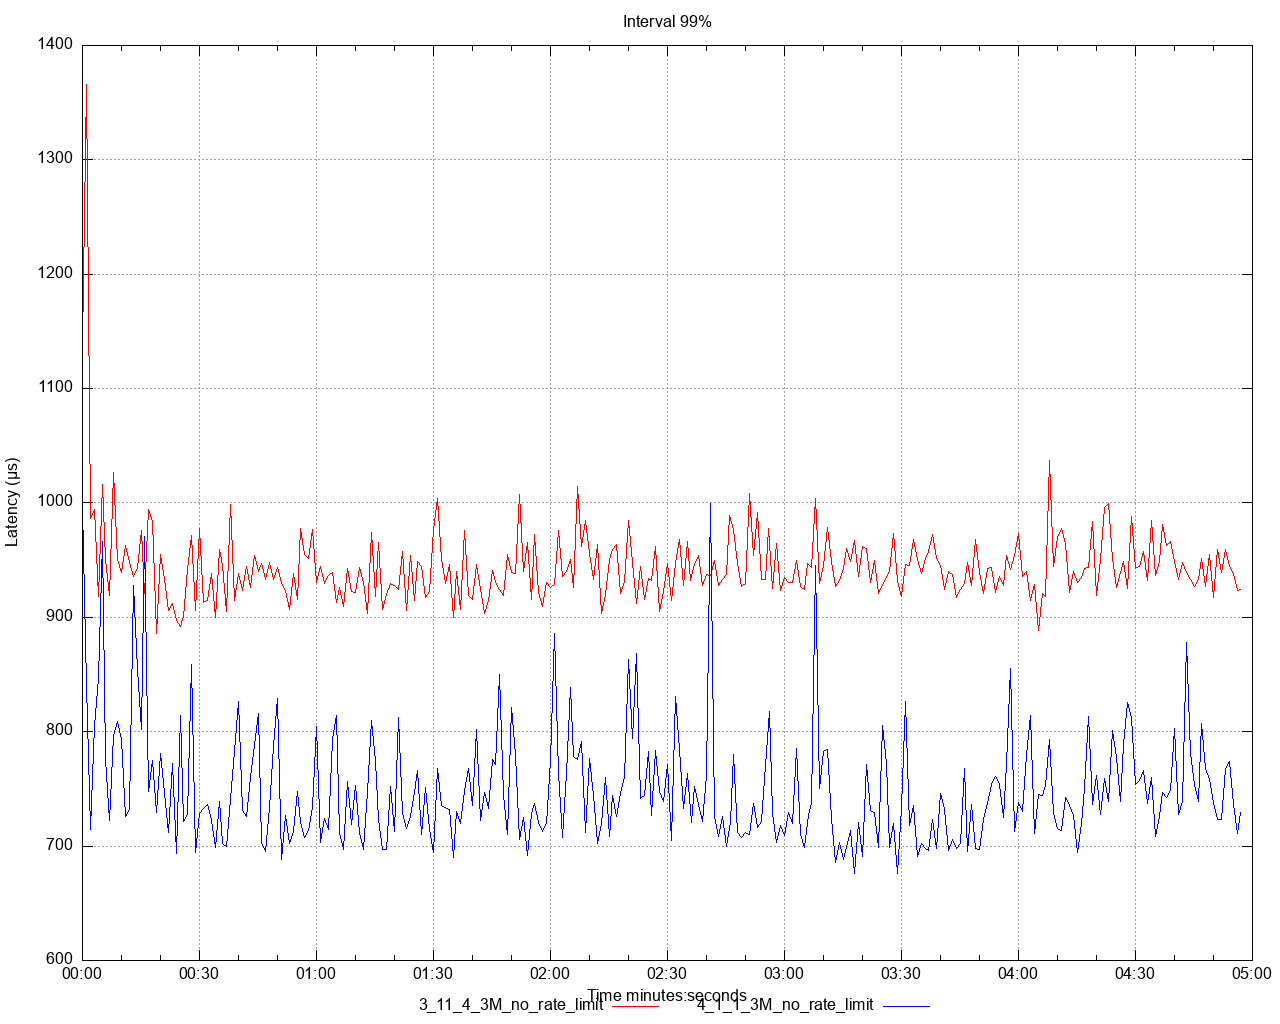 Interval 99%
1400
1300
1200
1100
1000
900
800
700
600
Latency (µs)
00:00 00:30 01:00 01:30 02:00 02:30 03:00 03:30 04:00 04:30 05:00
Time minutes:seconds
3_11_4_3M_no_rate_limit 4_1_1_3M_no_rate_limit